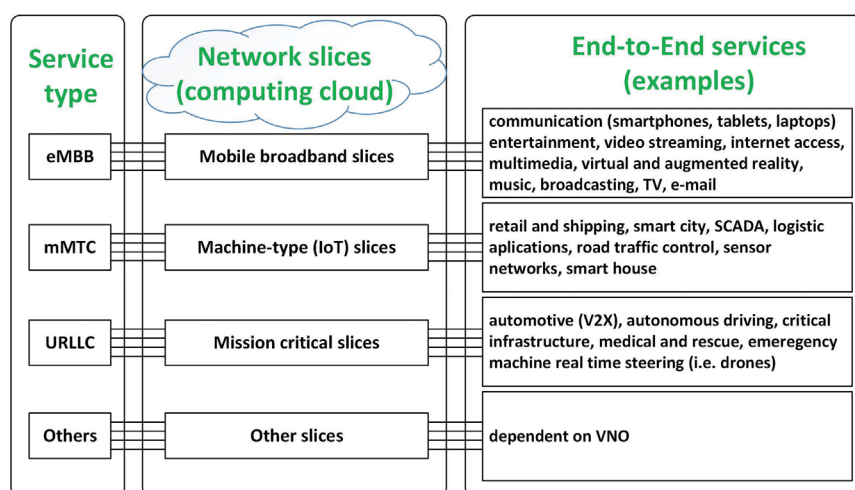 Service
type
Network slices
(computing cloud)
End-to-End services
(examples)
eMBB
Mobile broadband slices
communication (smartphones, tablets, laptops)
entertainment, video streaming, internet access,
multimedia, virtual and augmented reality,
music, broadcasting, TV, e-mail
mMTC
Machine-type (IoT) slices
retail and shipping, smart city, SCADA, logistic
aplications, road traffic control, sensor
networks, smart house
URLLC
Mission critical slices
automotive (V2X), autonomous driving, critical
infrastructure, medical and rescue, emeregency
machine real time steering (i.e. drones)
Others
Other slices
dependent on VNO